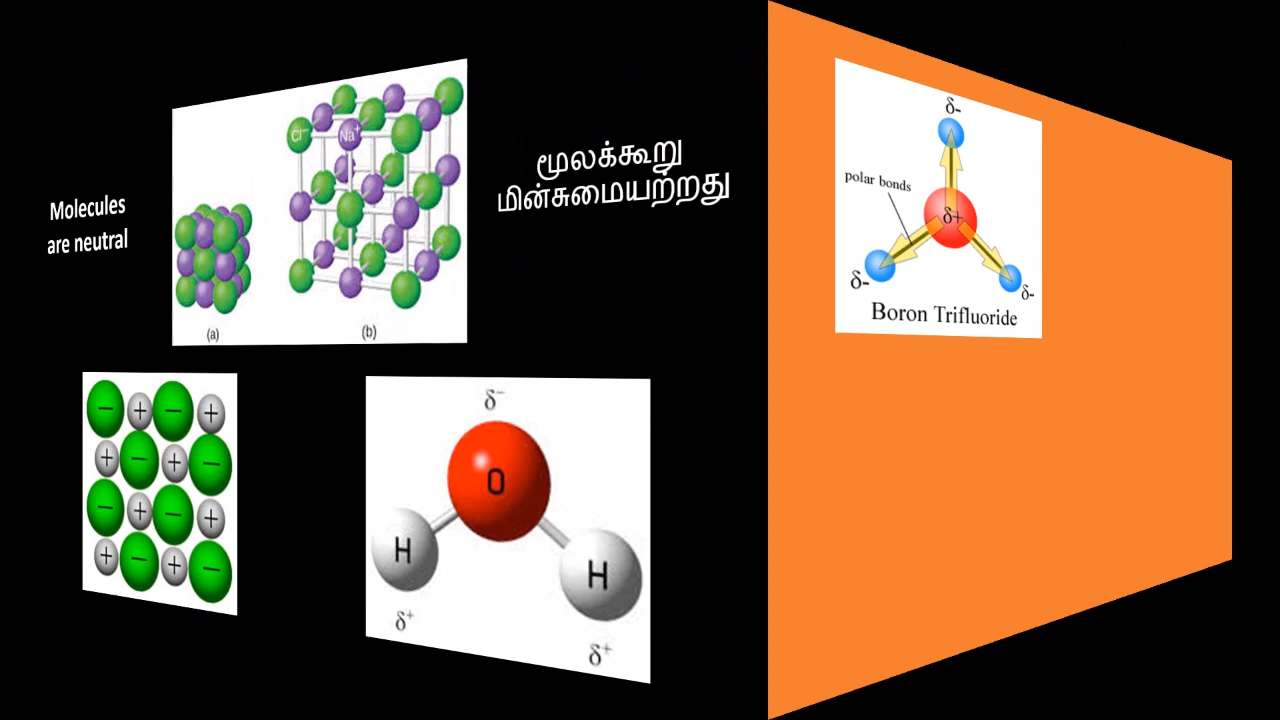 Molecules
are neutral
Cl⁻ Na⁺
(a) (b)
மூலக்கூறு
மின்சுமையற்றது
− + − +
+ − + −
− + − +
+ − + −
δ⁻
O
H H
δ⁺
δ⁺
δ-
polar bonds
δ+
δ- δ-
Boron Trifluoride